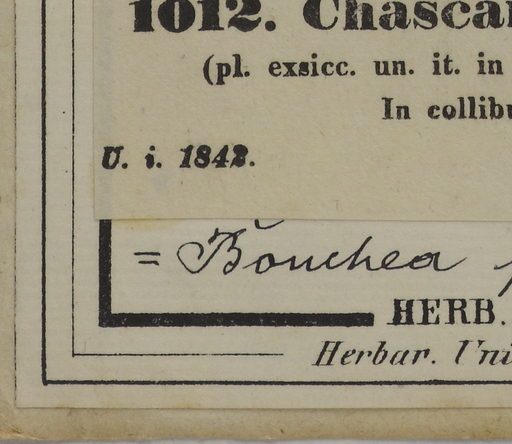 1012. Chascan
(pl. exsicc. un. it. in
In collibu
U. i. 1842.
= Bouchea
HERB.
Herbar. Uni